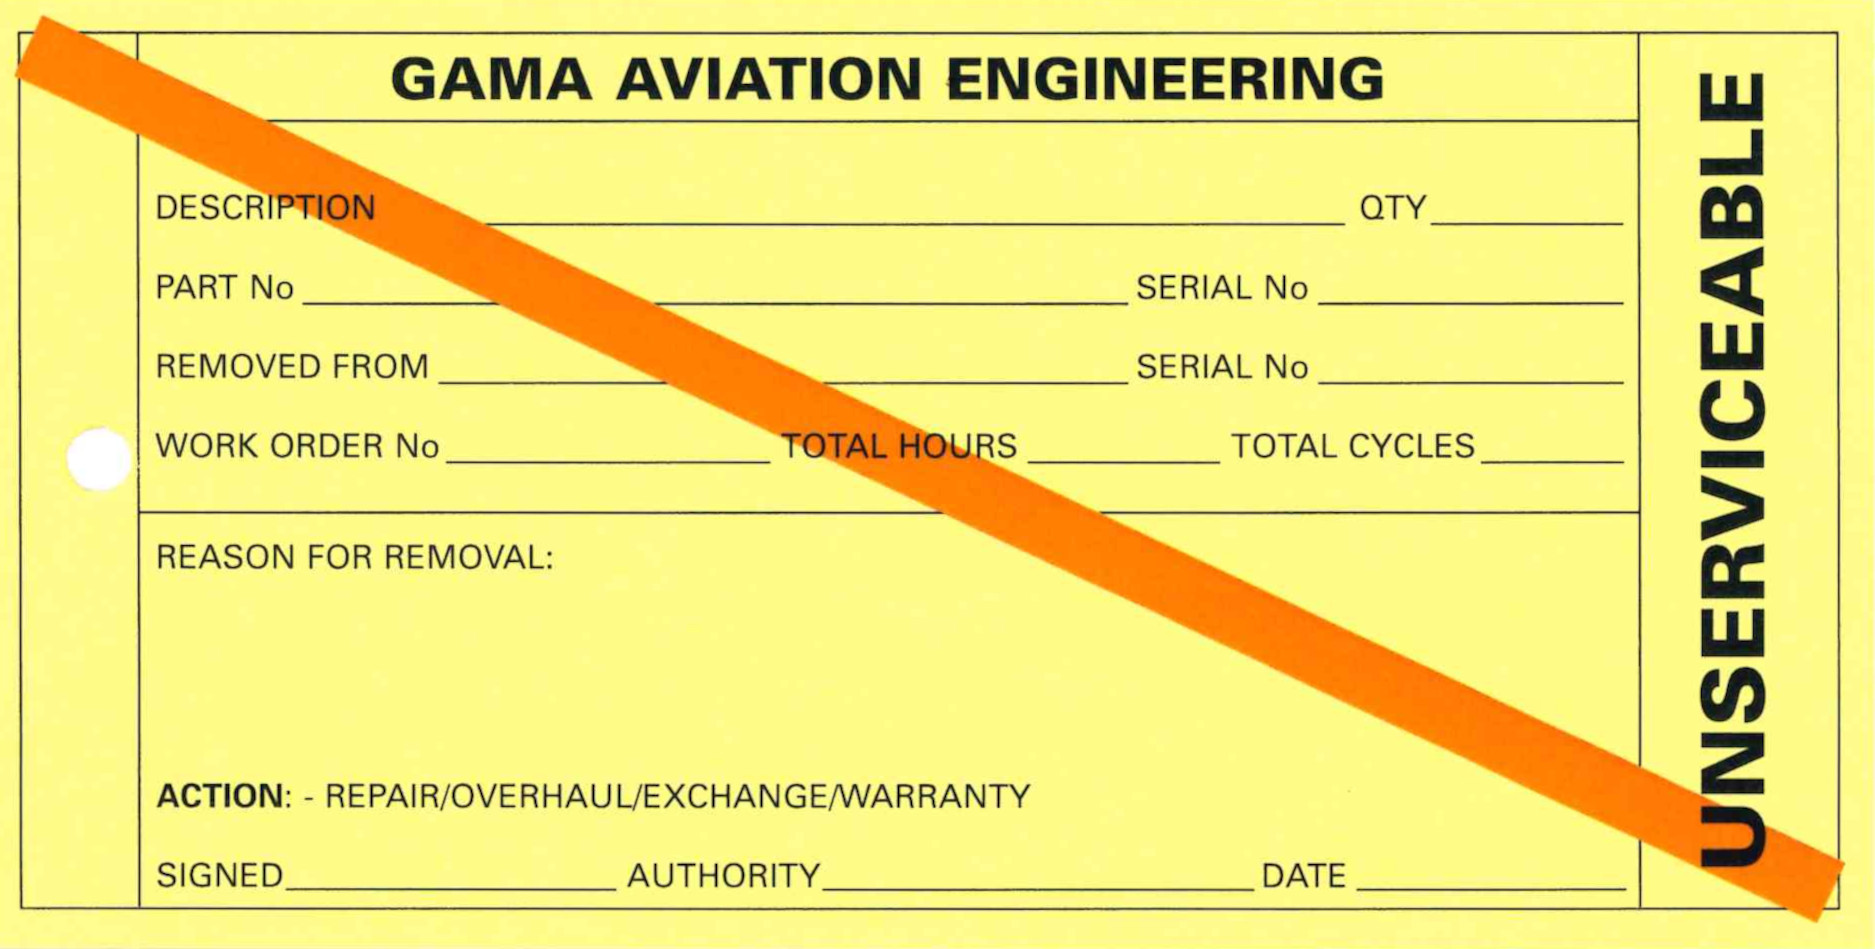 GAMA AVIATION ENGINEERING
DESCRIPTION QTY
PART No SERIAL No
REMOVED FROM SERIAL No
WORK ORDER No TOTAL HOURS TOTAL CYCLES
REASON FOR REMOVAL:
ACTION: - REPAIR/OVERHAUL/EXCHANGE/WARRANTY
SIGNED AUTHORITY DATE
UNSERVICEABLE